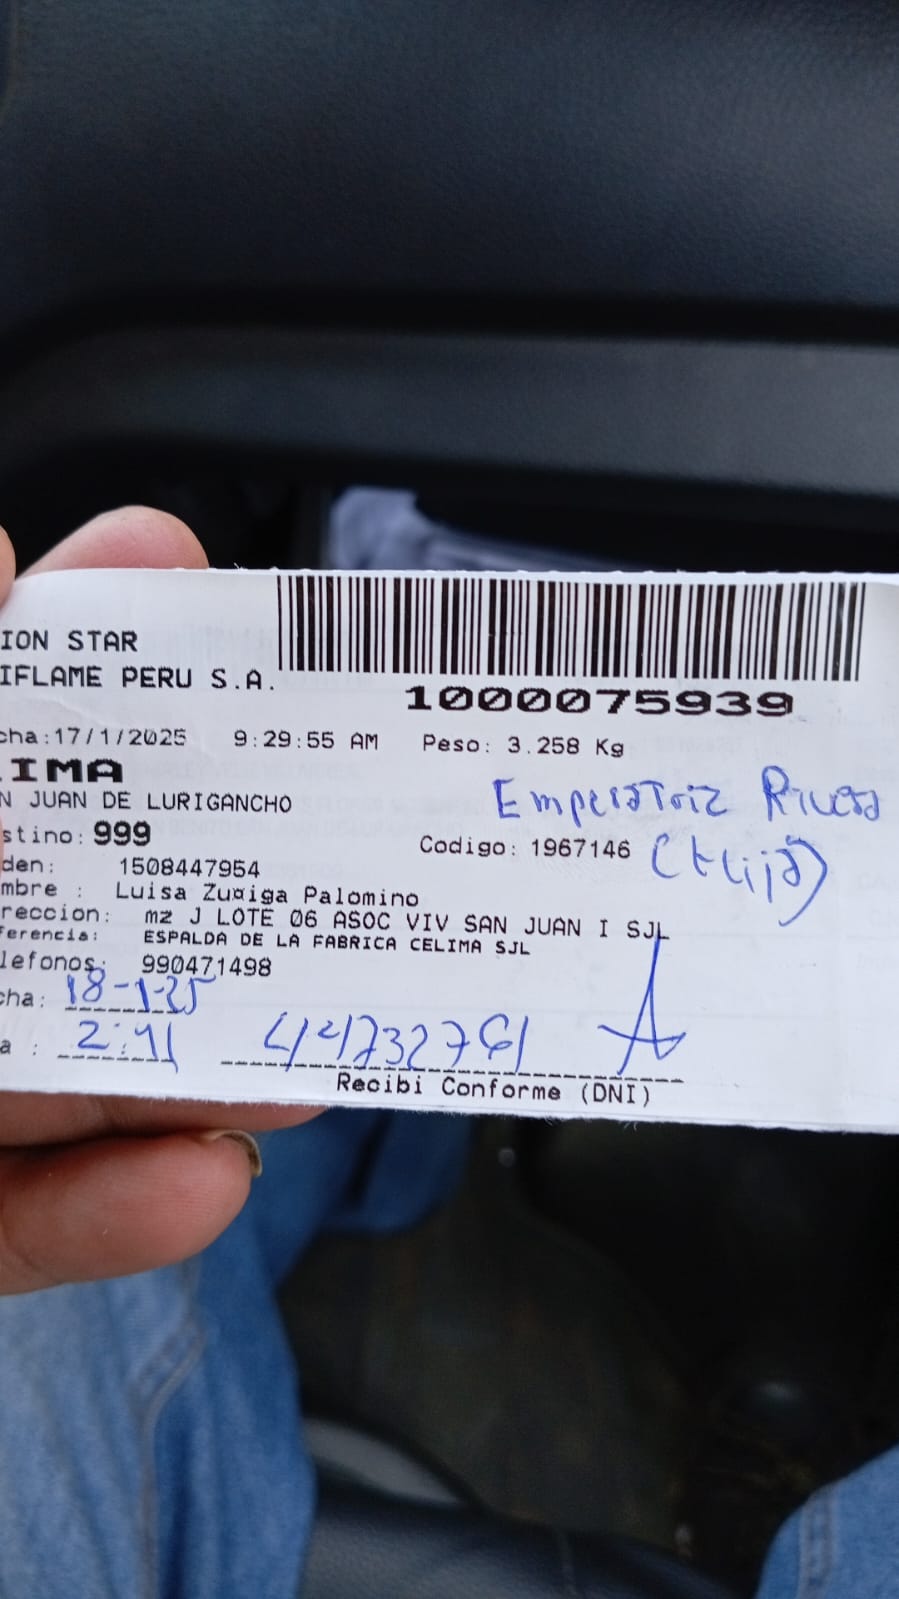 ION STAR
IFLAME PERU S.A.
1000075939
cha:17/1/2025 9:29:55 AM Peso: 3.258 Kg
LIMA
N JUAN DE LURIGANCHO
Emperatriz Rivera
stino: 999
Codigo: 1967146
(Hija)
den: 1508447954
mbre : Luisa Zu¤iga Palomino
reccion: mz J LOTE 06 ASOC VIV SAN JUAN I SJL
ferencia: ESPALDA DE LA FABRICA CELIMA SJL
lefonos: 990471498
cha: 18-1-25
a : 2:41
Recibi Conforme (DNI)